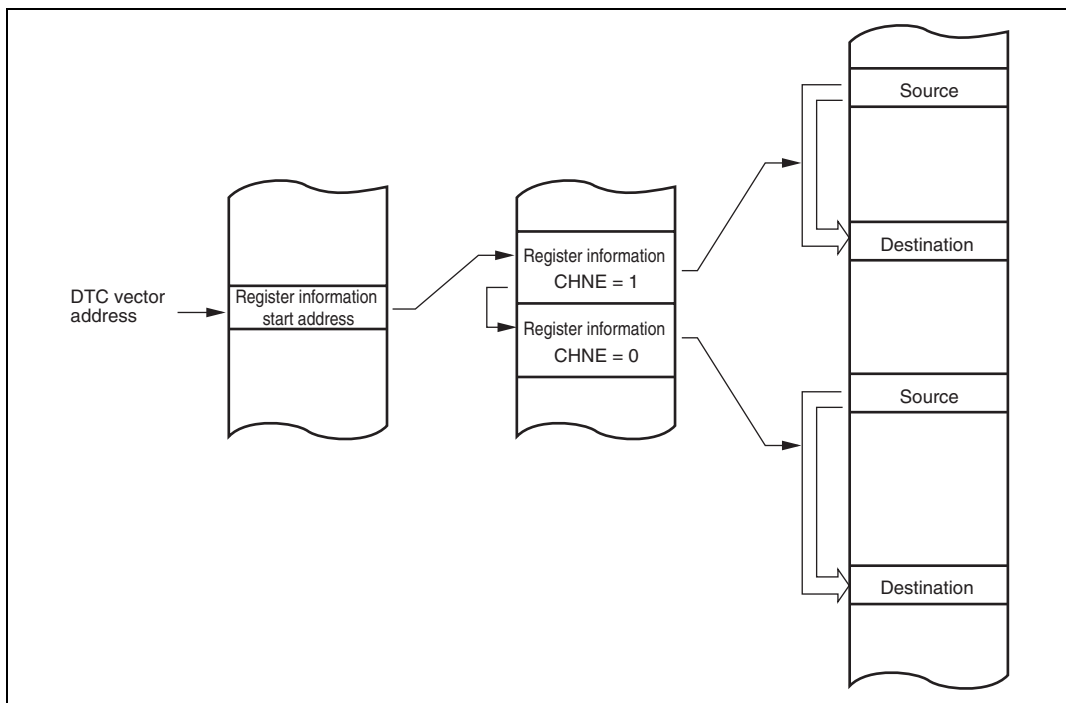 DTC vector
address
Register information
start address
Register information
CHNE = 1
Register information
CHNE = 0
Source
Destination
Source
Destination